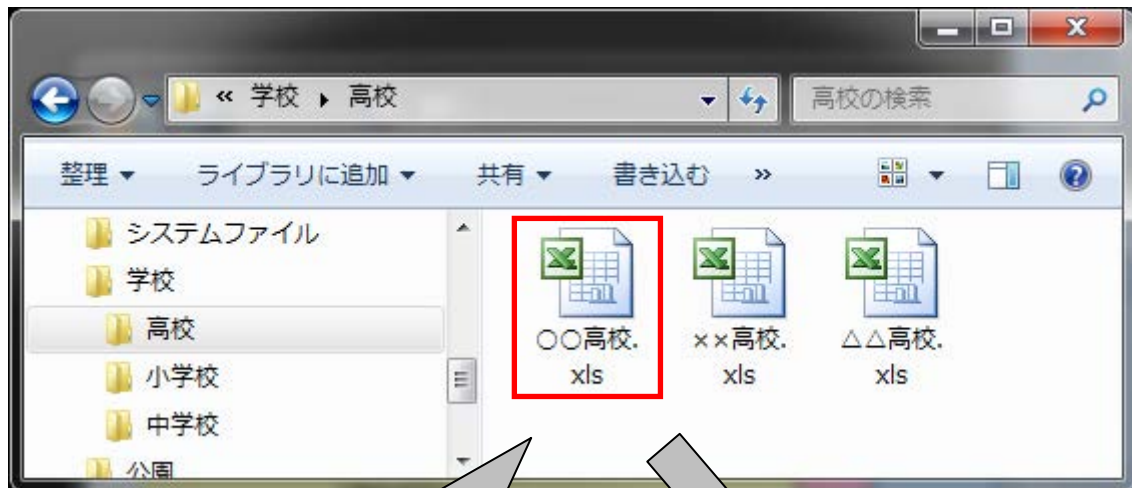 « 学校 ▸ 高校
高校の検索
整理 ▼ ライブラリに追加 ▼ 共有 ▼ 書き込む »
システムファイル
学校
高校
小学校
中学校
公園
○○高校.
xls
××高校.
xls
△△高校.
xls